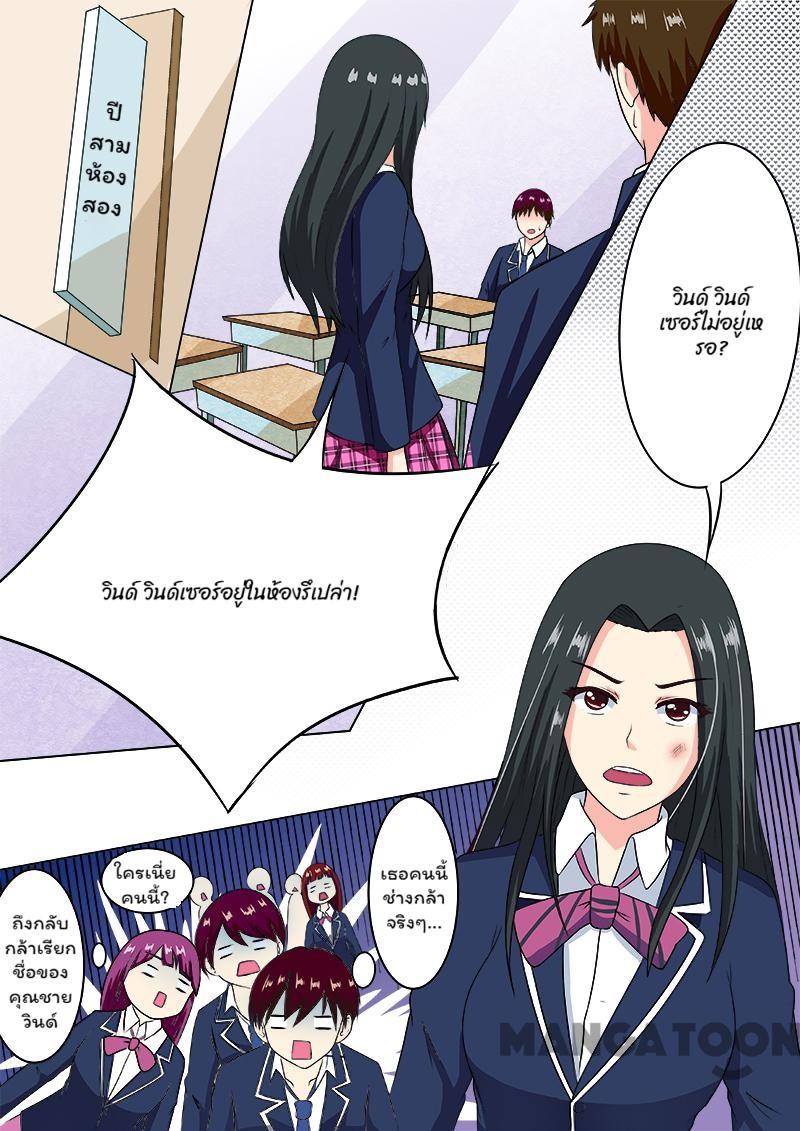 ปี
สาม
ห้อง
สอง
วินด์ วินด์
เซอร์ไม่อยู่เห
รอ?
วินด์ วินด์เซอร์อยู่ในห้องรึเปล่า!
ใครเนี่ย
คนนี้?
เธอคนนี้
ช่างกล้า
จริงๆ...
ถึงกลับ
กล้าเรียก
ชื่อของ
คุณชาย
วินด์
MANGATOON